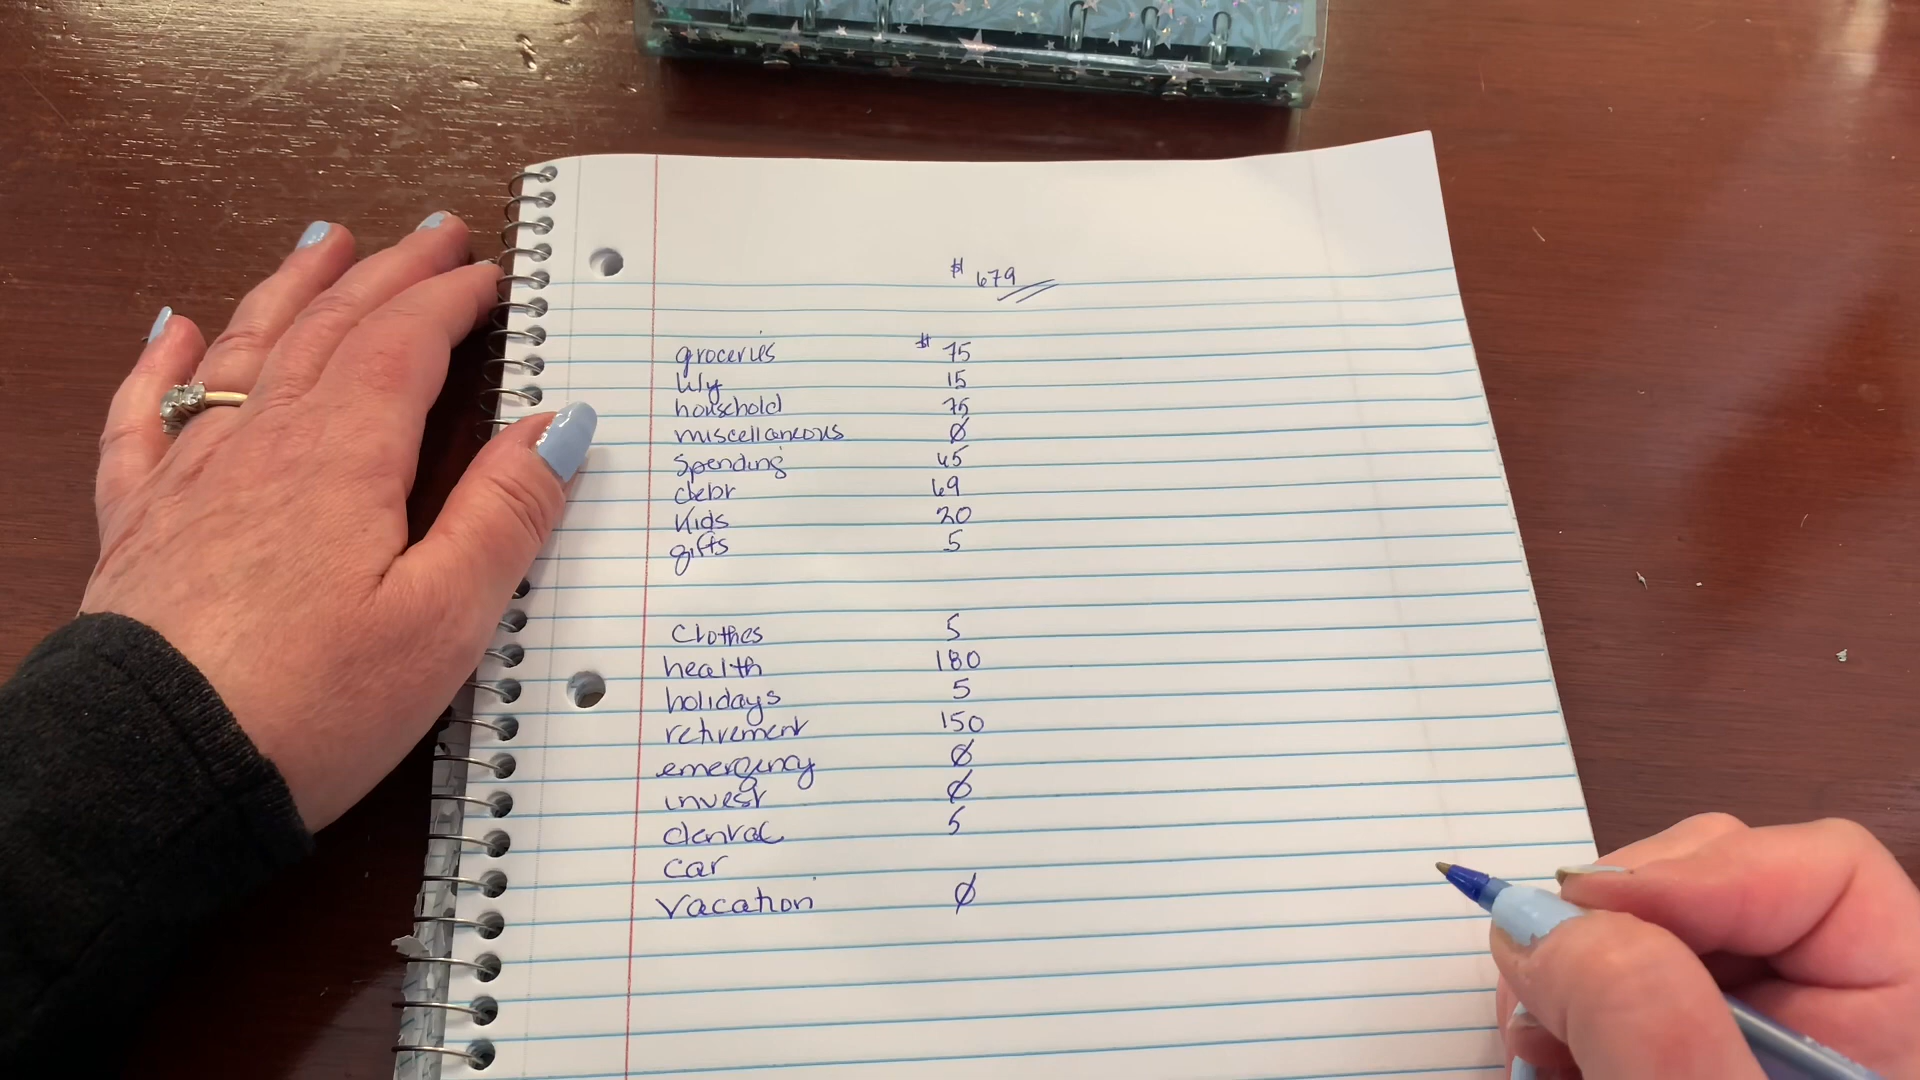 $ 679
groceries $ 75
lily 15
household 75
miscellaneous Ø
spending 45
debt 69
Kids 20
gifts 5
Clothes 5
health 180
holidays 5
retirement 150
emergency Ø
invest Ø
dental 5
car
Vacation Ø